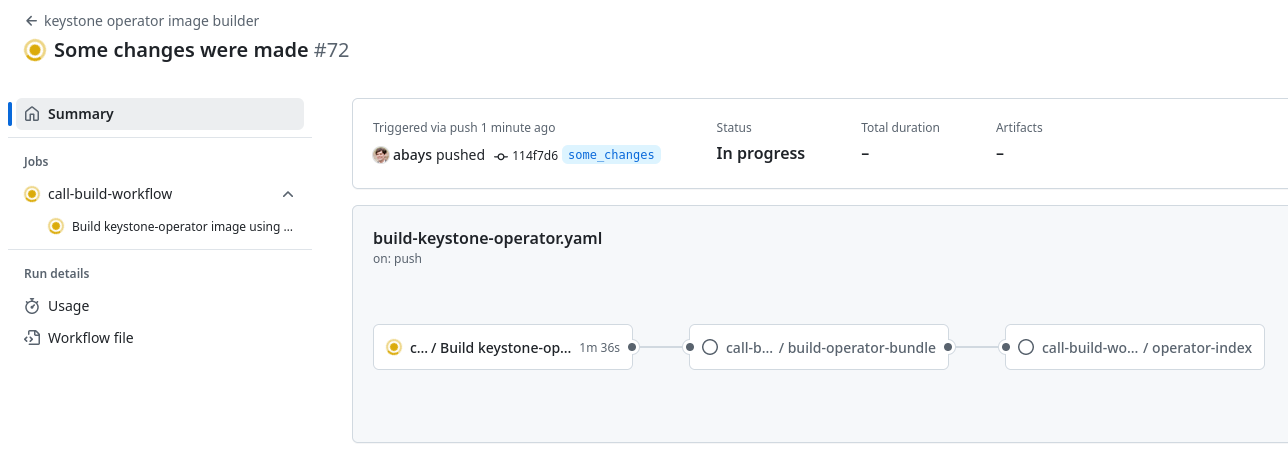 keystone operator image builder
Some changes were made #72
Summary
Jobs
call-build-workflow
Build keystone-operator image using ...
Run details
Usage
Workflow file
Triggered via push 1 minute ago
abays pushed 114f7d6 some_changes
Status
In progress
Total duration
–
Artifacts
–
build-keystone-operator.yaml
on: push
c... / Build keystone-op... 1m 36s
call-b... / build-operator-bundle
call-build-wo... / operator-index